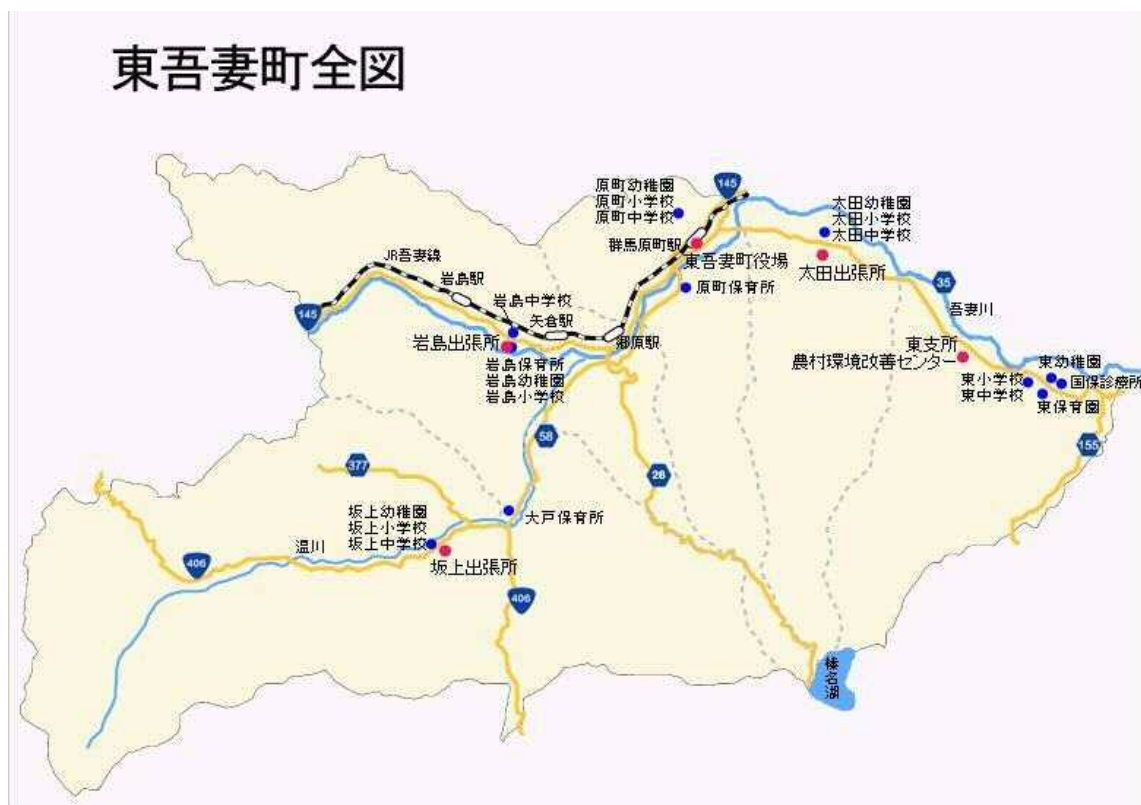 東吾妻町全図
145
原町幼稚園
原町小学校
原町中学校
太田幼稚園
太田小学校
太田中学校
群馬原町駅
東吾妻町役場
太田出張所
JR吾妻線
岩島駅
原町保育所
35
吾妻川
岩島中学校
145
矢倉駅
郷原駅
岩島出張所
東支所
農村環境改善センター
岩島保育所
岩島幼稚園
岩島小学校
東幼稚園
国保診療所
東小学校
東中学校
東保育園
58
155
377
28
坂上幼稚園
坂上小学校
坂上中学校
大戸保育所
温川
坂上出張所
406
406
榛名湖